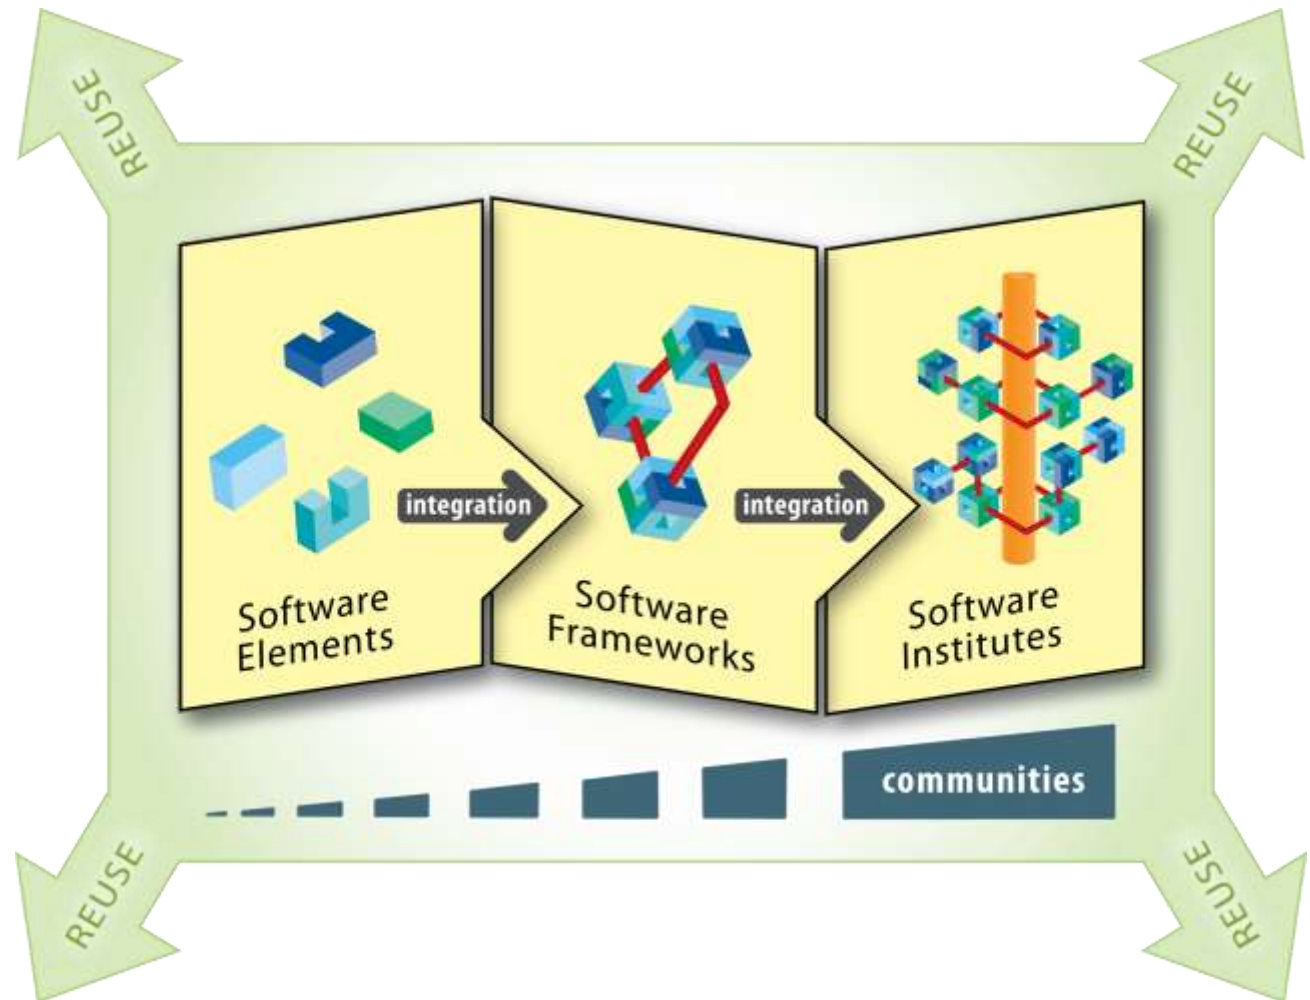 REUSE
REUSE
integration
integration
Software
Elements
Software
Frameworks
Software
Institutes
communities
REUSE
REUSE